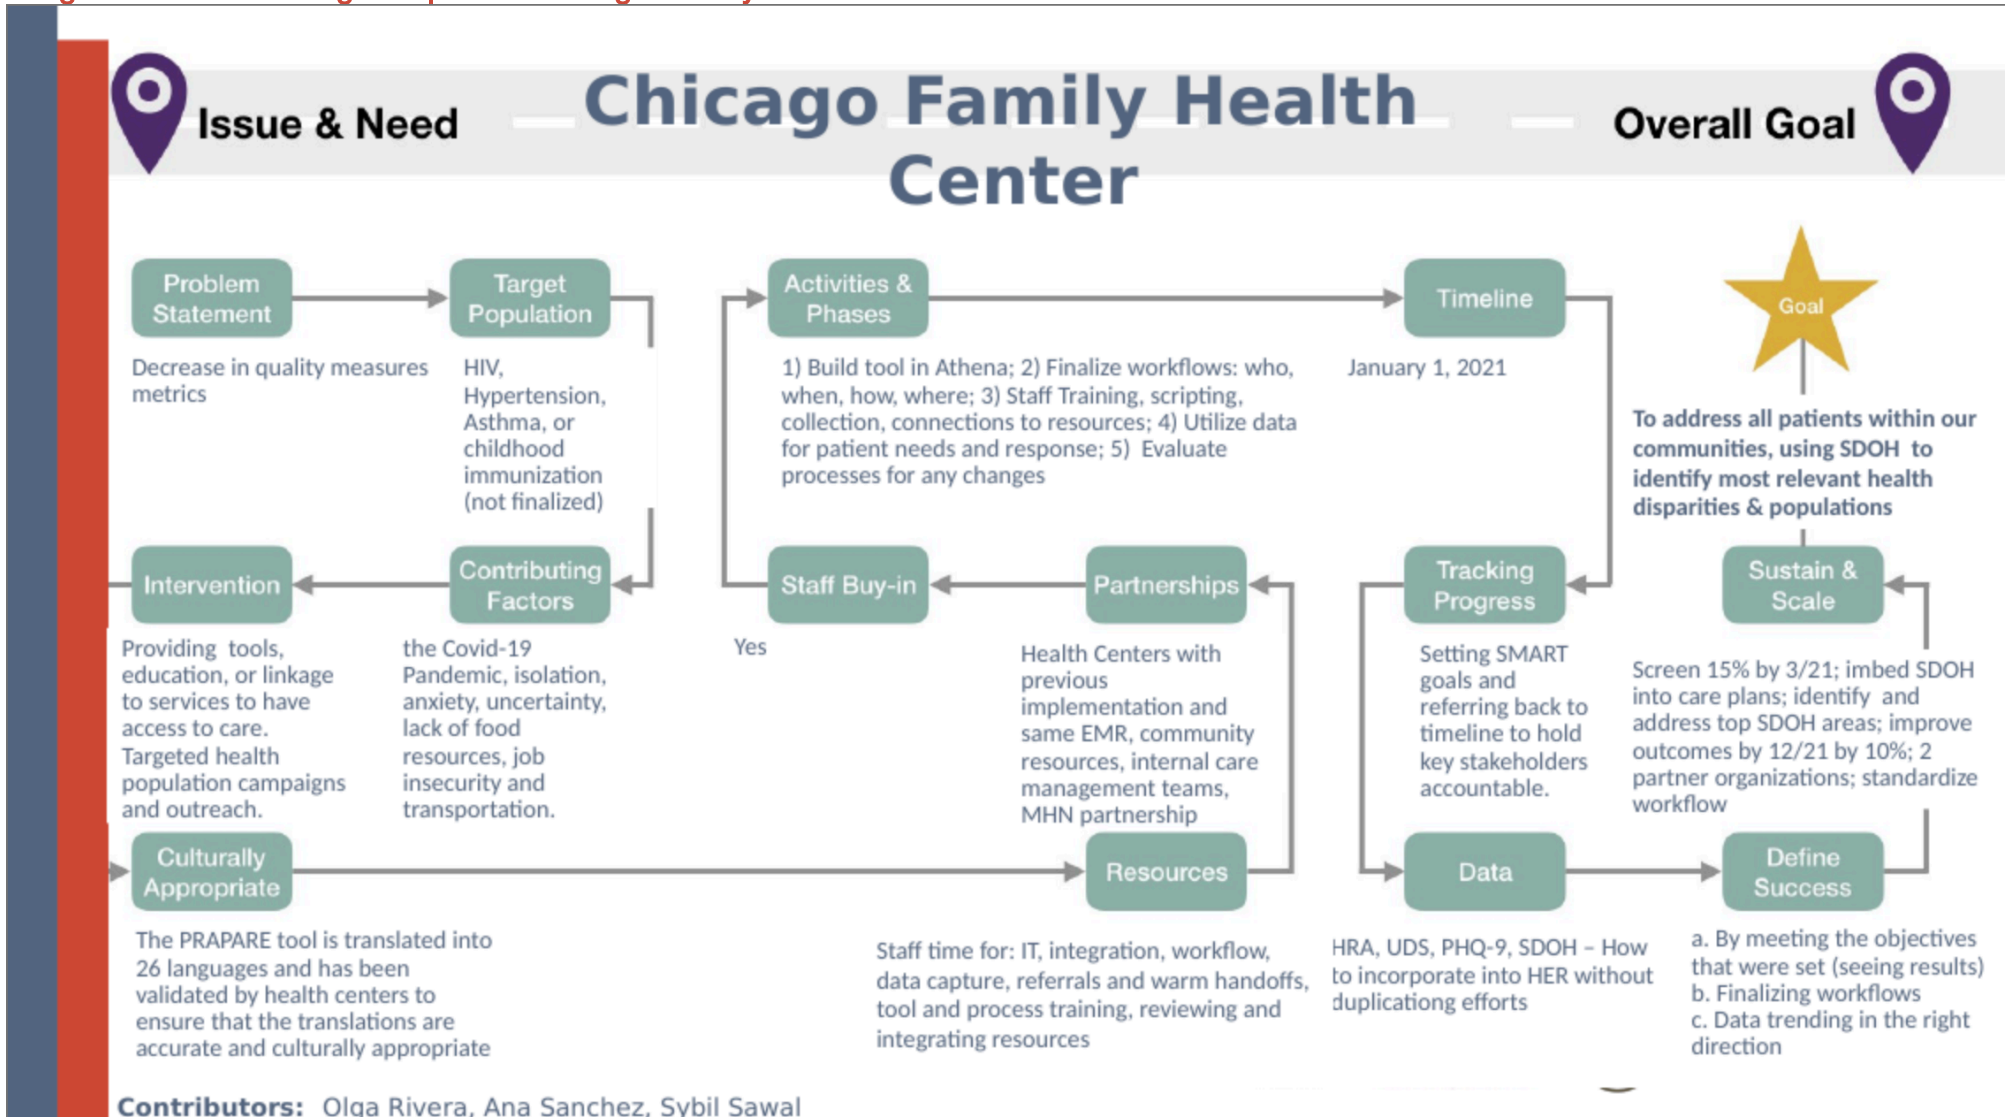 Issue & Need
Chicago Family Health
Center
Overall Goal
Problem
Statement
Decrease in quality measures
metrics
Target
Population
HIV,
Hypertension,
Asthma, or
childhood
immunization
(not finalized)
Activities &
Phases
1) Build tool in Athena; 2) Finalize workflows: who,
when, how, where; 3) Staff Training, scripting,
collection, connections to resources; 4) Utilize data
for patient needs and response; 5)  Evaluate
processes for any changes
Timeline
January 1, 2021
Goal
To address all patients within our
communities, using SDOH  to
identify most relevant health
disparities & populations
Intervention
Providing  tools,
education, or linkage
to services to have
access to care.
Targeted health
population campaigns
and outreach.
Contributing
Factors
the Covid-19
Pandemic, isolation,
anxiety, uncertainty,
lack of food
resources, job
insecurity and
transportation.
Staff Buy-in
Yes
Partnerships
Health Centers with
previous
implementation and
same EMR, community
resources, internal care
management teams,
MHN partnership
Tracking
Progress
Setting SMART
goals and
referring back to
timeline to hold
key stakeholders
accountable.
Sustain &
Scale
Screen 15% by 3/21; imbed SDOH
into care plans; identify  and
address top SDOH areas; improve
outcomes by 12/21 by 10%; 2
partner organizations; standardize
workflow
Culturally
Appropriate
The PRAPARE tool is translated into
26 languages and has been
validated by health centers to
ensure that the translations are
accurate and culturally appropriate
Resources
Staff time for: IT, integration, workflow,
data capture, referrals and warm handoffs,
tool and process training, reviewing and
integrating resources
Data
HRA, UDS, PHQ-9, SDOH – How
to incorporate into HER without
duplicationg efforts
Define
Success
a. By meeting the objectives
that were set (seeing results)
b. Finalizing workflows
c. Data trending in the right
direction
Contributors:  Olga Rivera, Ana Sanchez, Sybil Sawal